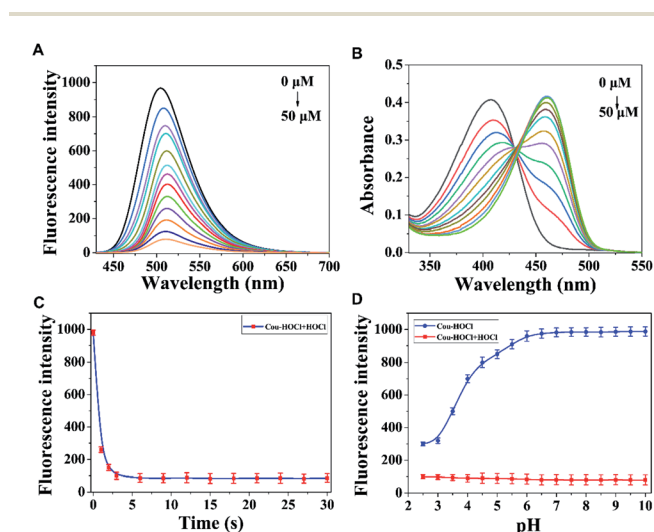 A
Fluorescence intensity
1000
800
600
400
200
0
0 μM
50 μM
450 500 550 600 650 700
Wavelength (nm)
B
Absorbance
0.5
0.4
0.3
0.2
0.1
0.0
0 μM
50 μM
350 400 450 500 550
Wavelength (nm)
C
Fluorescence intensity
1000
800
600
400
200
0
Cou-HOCl+HOCl
0 5 10 15 20 25 30
Time (s)
D
Fluorescence intensity
1000
800
600
400
200
0
Cou-HOCl
Cou-HOCl+HOCl
2 3 4 5 6 7 8 9 10
pH